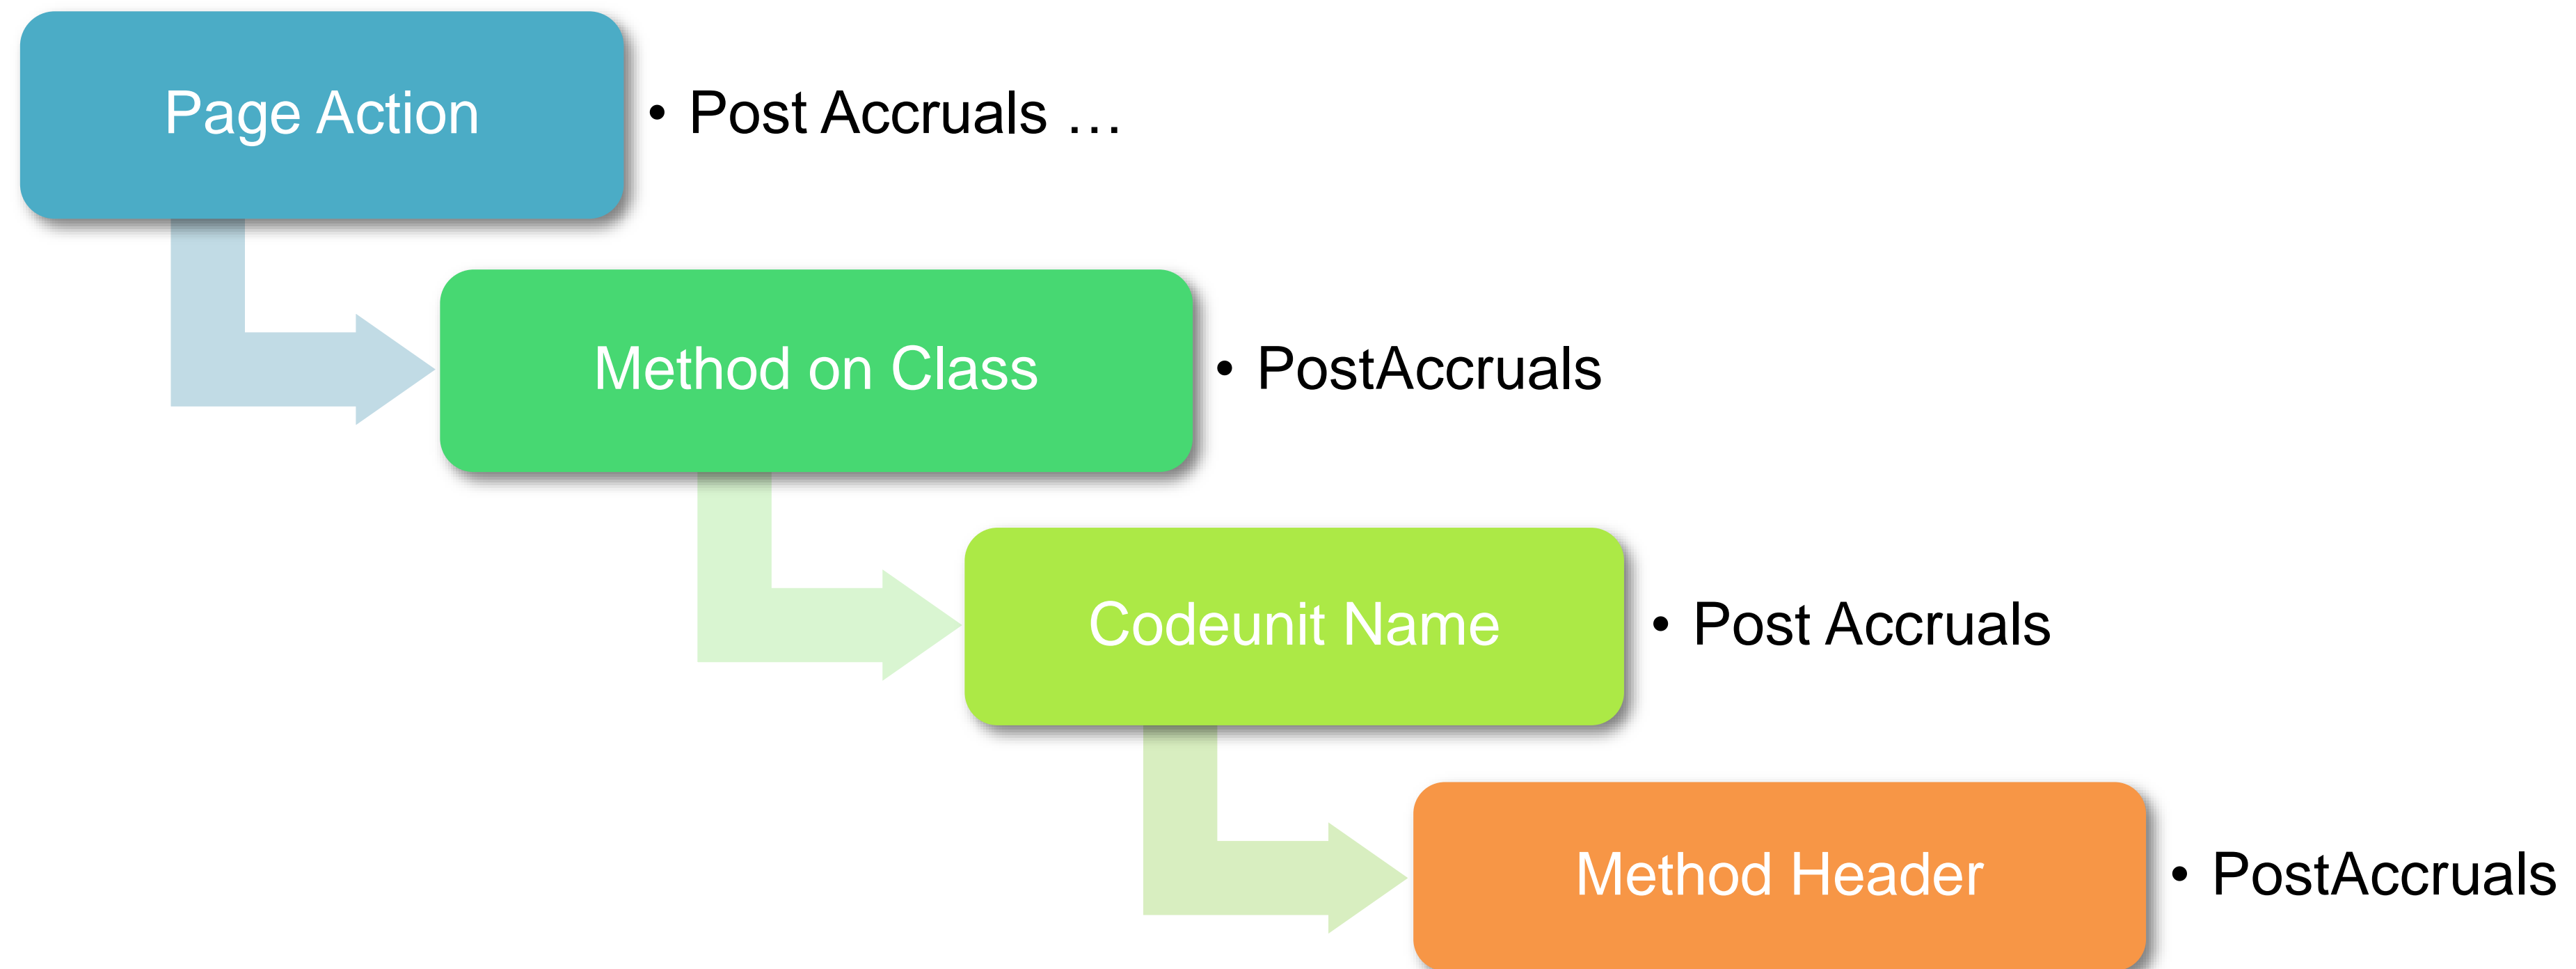 Page Action
• Post Accruals …
Method on Class
• PostAccruals
Codeunit Name
• Post Accruals
Method Header
• PostAccruals